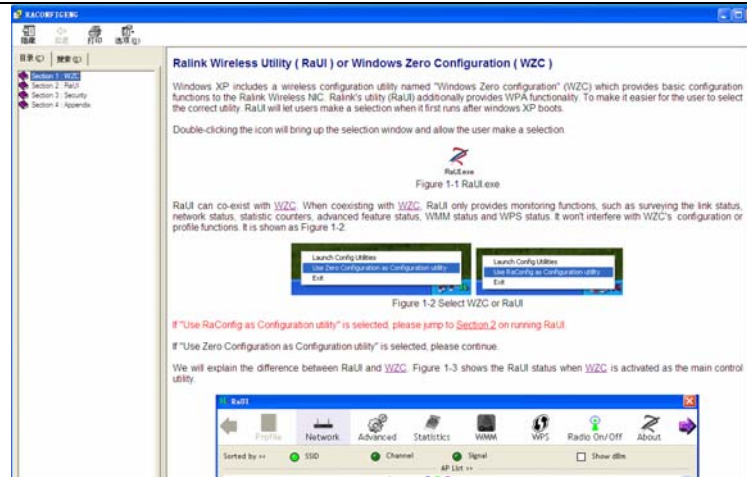 RACONFIGENG
隐藏 后退 打印 选项(O)
目录(C) 搜索(S)
Section 1 : WZC
Section 2 : RaUI
Section 3 : Security
Section 4 : Appendix
Ralink Wireless Utility ( RaUI ) or Windows Zero Configuration ( WZC )
Windows XP includes a wireless configuration utility named "Windows Zero configuration" (WZC) which provides basic configuration
functions to the Ralink Wireless NIC. Ralink's utility (RaUI) additionally provides WPA functionality. To make it easier for the user to select
the correct utility. RaUI will let users make a selection when it first runs after windows XP boots.
Double-clicking the icon will bring up the selection window and allow the user make a selection.
RaUI.exe
Figure 1-1 RaUI.exe
RaUI can co-exist with WZC. When coexisting with WZC, RaUI only provides monitoring functions, such as surveying the link status,
network status, statistic counters, advanced feature status, WMM status and WPS status. It won't interfere with WZC's configuration or
profile functions. It is shown as Figure 1-2.
Launch Config Utilities
Use Zero Configuration as Configuration utility
Exit
Launch Config Utilities
Use RaConfig as Configuration utility
Exit
Figure 1-2 Select WZC or RaUI
If "Use RaConfig as Configuration utility" is selected, please jump to Section 2 on running RaUI.
If "Use Zero Configuration as Configuration utility" is selected, please continue.
We will explain the difference between RaUI and WZC. Figure 1-3 shows the RaUI status when WZC is activated as the main control
utility.
RaUI
Profile Network Advanced Statistics WMM WPS Radio On/Off About
Sorted by >> SSID Channel Signal Show dBm
AP List >>